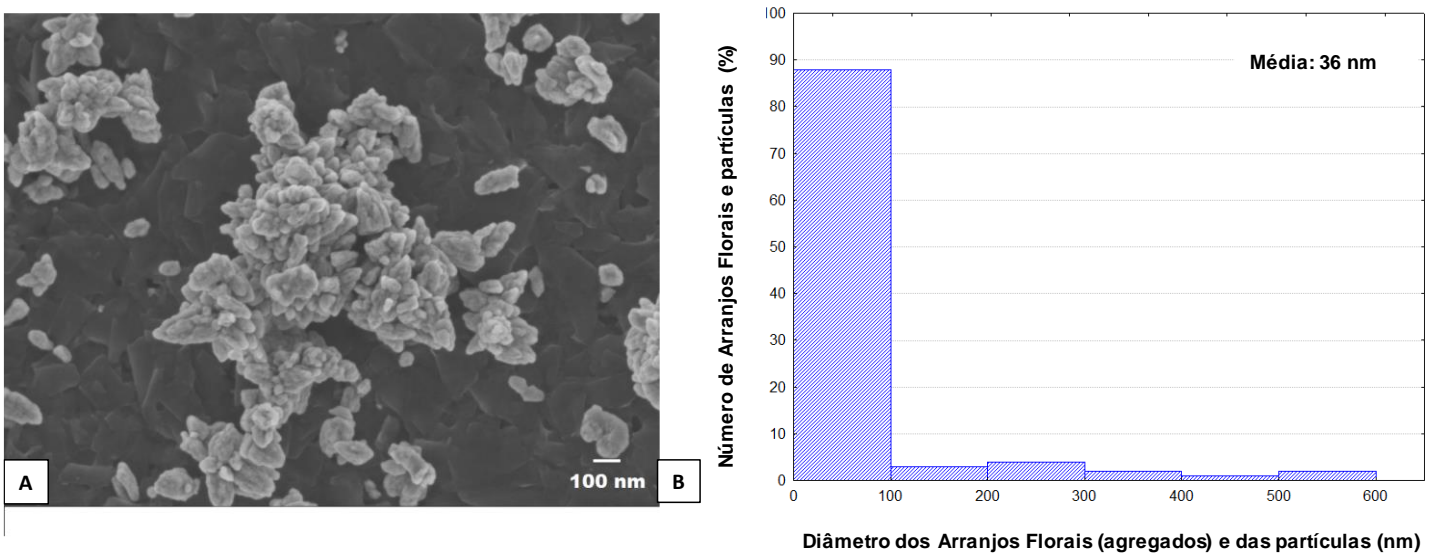 A
100 nm
B
100
90
80
70
60
50
40
30
20
10
0
Média: 36 nm
Número de Arranjos Florais e partículas (%)
0 100 200 300 400 500 600
Diâmetro dos Arranjos Florais (agregados) e das partículas (nm)